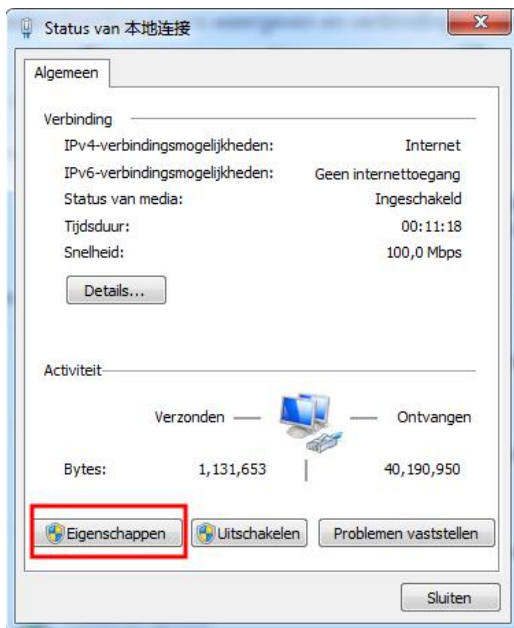 Status van 本地连接
Algemeen
Verbinding
IPv4-verbindingsmogelijkheden: Internet
IPv6-verbindingsmogelijkheden: Geen internettoegang
Status van media: Ingeschakeld
Tijdsduur: 00:11:18
Snelheid: 100,0 Mbps
Details...
Activiteit
Verzonden Ontvangen
Bytes: 1,131,653 40,190,950
Eigenschappen Uitschakelen Problemen vaststellen
Sluiten